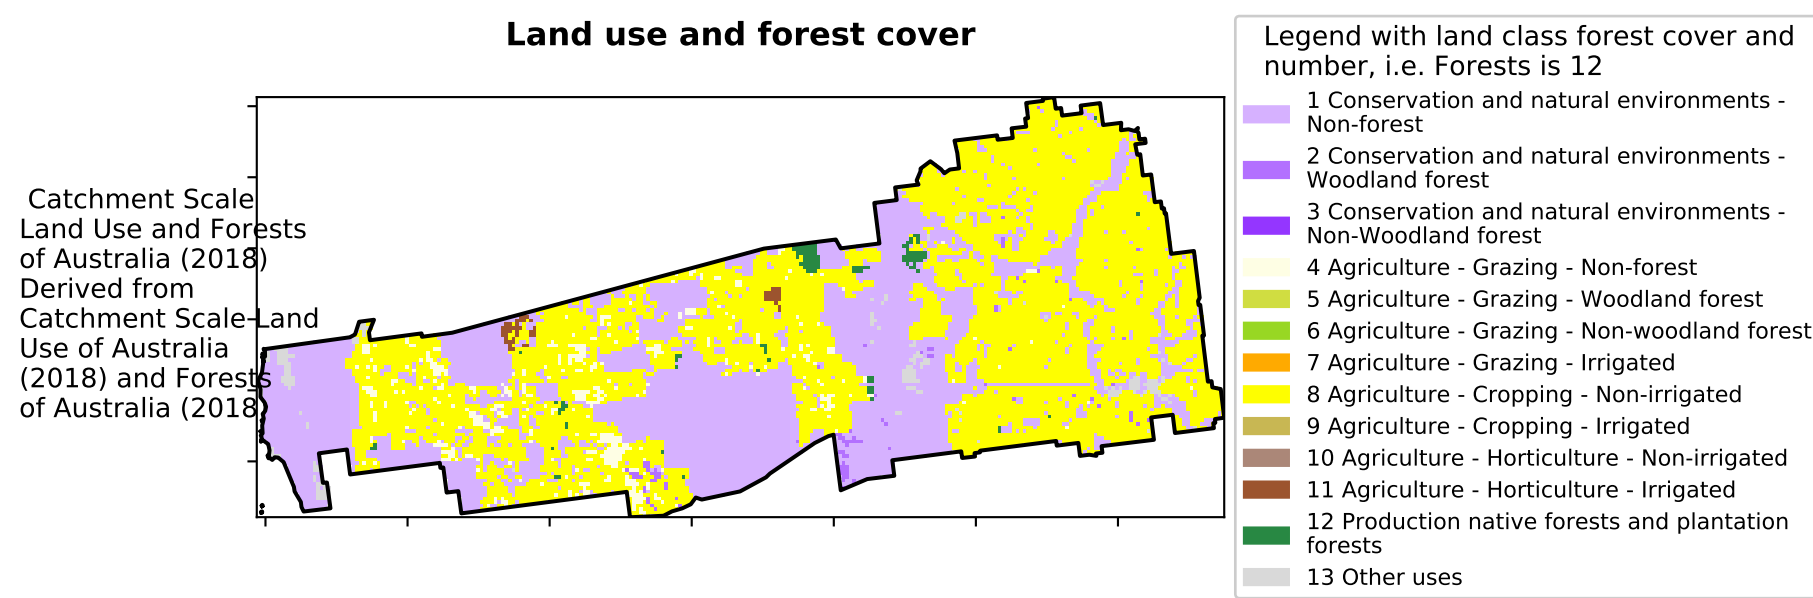 Land use and forest cover
Catchment Scale
Land Use and Forests
of Australia (2018)
Derived from
Catchment Scale Land
Use of Australia
(2018) and Forests
of Australia (2018
Legend with land class forest cover and
number, i.e. Forests is 12
1 Conservation and natural environments -
Non-forest
2 Conservation and natural environments -
Woodland forest
3 Conservation and natural environments -
Non-Woodland forest
4 Agriculture - Grazing - Non-forest
5 Agriculture - Grazing - Woodland forest
6 Agriculture - Grazing - Non-woodland forest
7 Agriculture - Grazing - Irrigated
8 Agriculture - Cropping - Non-irrigated
9 Agriculture - Cropping - Irrigated
10 Agriculture - Horticulture - Non-irrigated
11 Agriculture - Horticulture - Irrigated
12 Production native forests and plantation
forests
13 Other uses